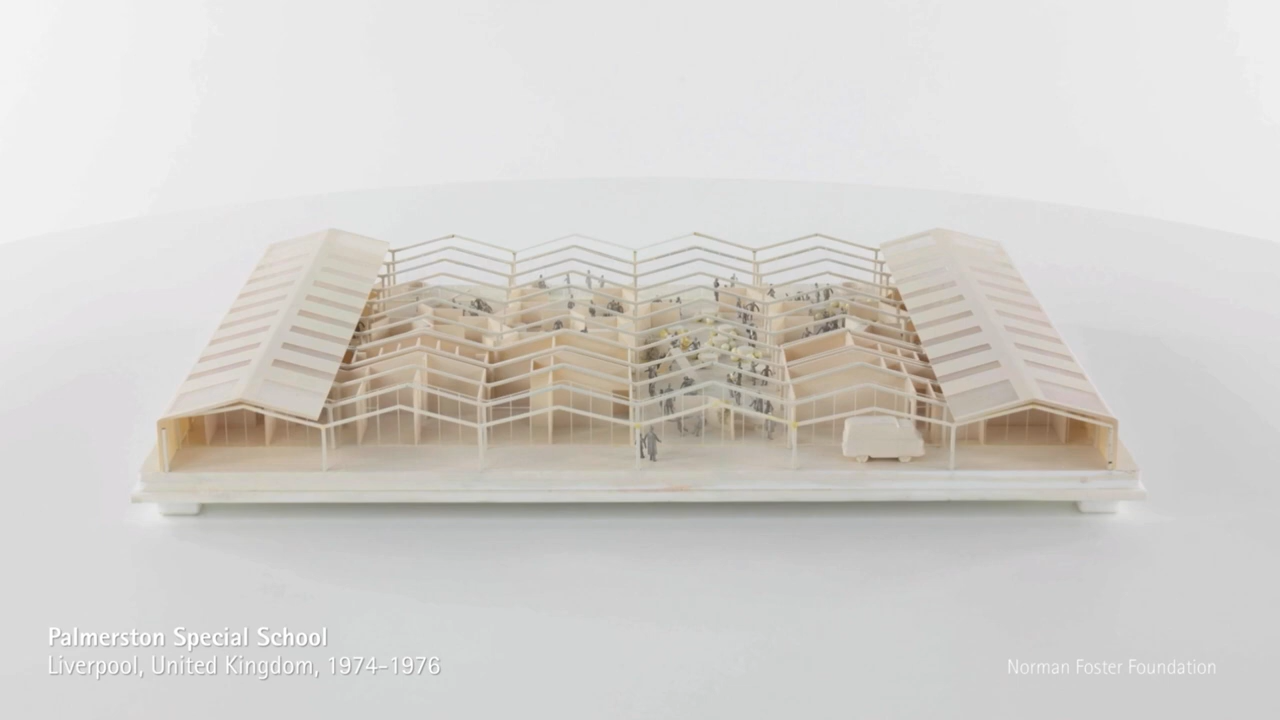 Palmerston Special School
Liverpool, United Kingdom, 1974–1976
Norman Foster Foundation